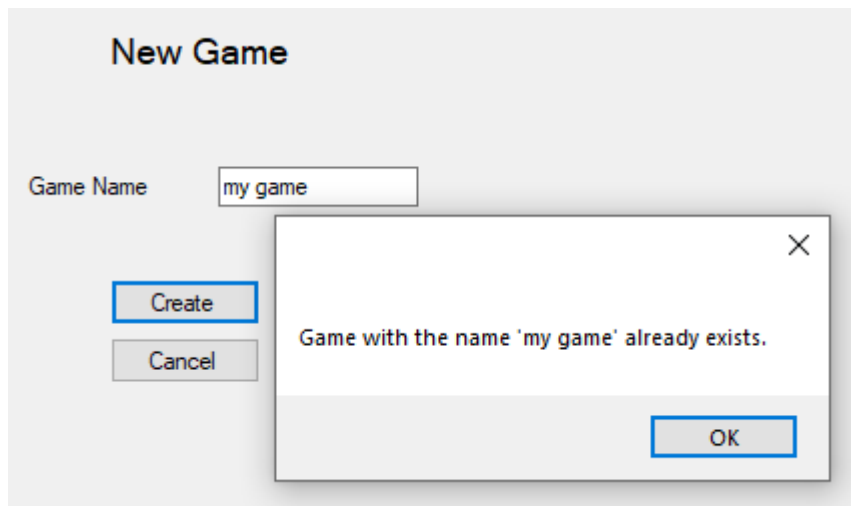 New Game
Game Name
my game
Create
Cancel
Game with the name 'my game' already exists.
OK